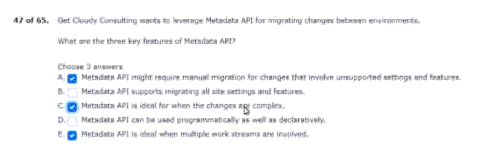 47 of 65. Get Cloudy Consulting wants to leverage Metadata API for migrating changes between environments.
What are the three key features of Metadata API?
Choose 3 answers
A. Metadata API might require manual migration for changes that involve unsupported settings and features.
B. Metadata API supports migrating all site settings and features.
C. Metadata API is ideal for when the changes are complex.
D. Metadata API can be used programmatically as well as declaratively.
E. Metadata API is ideal when multiple work streams are involved.